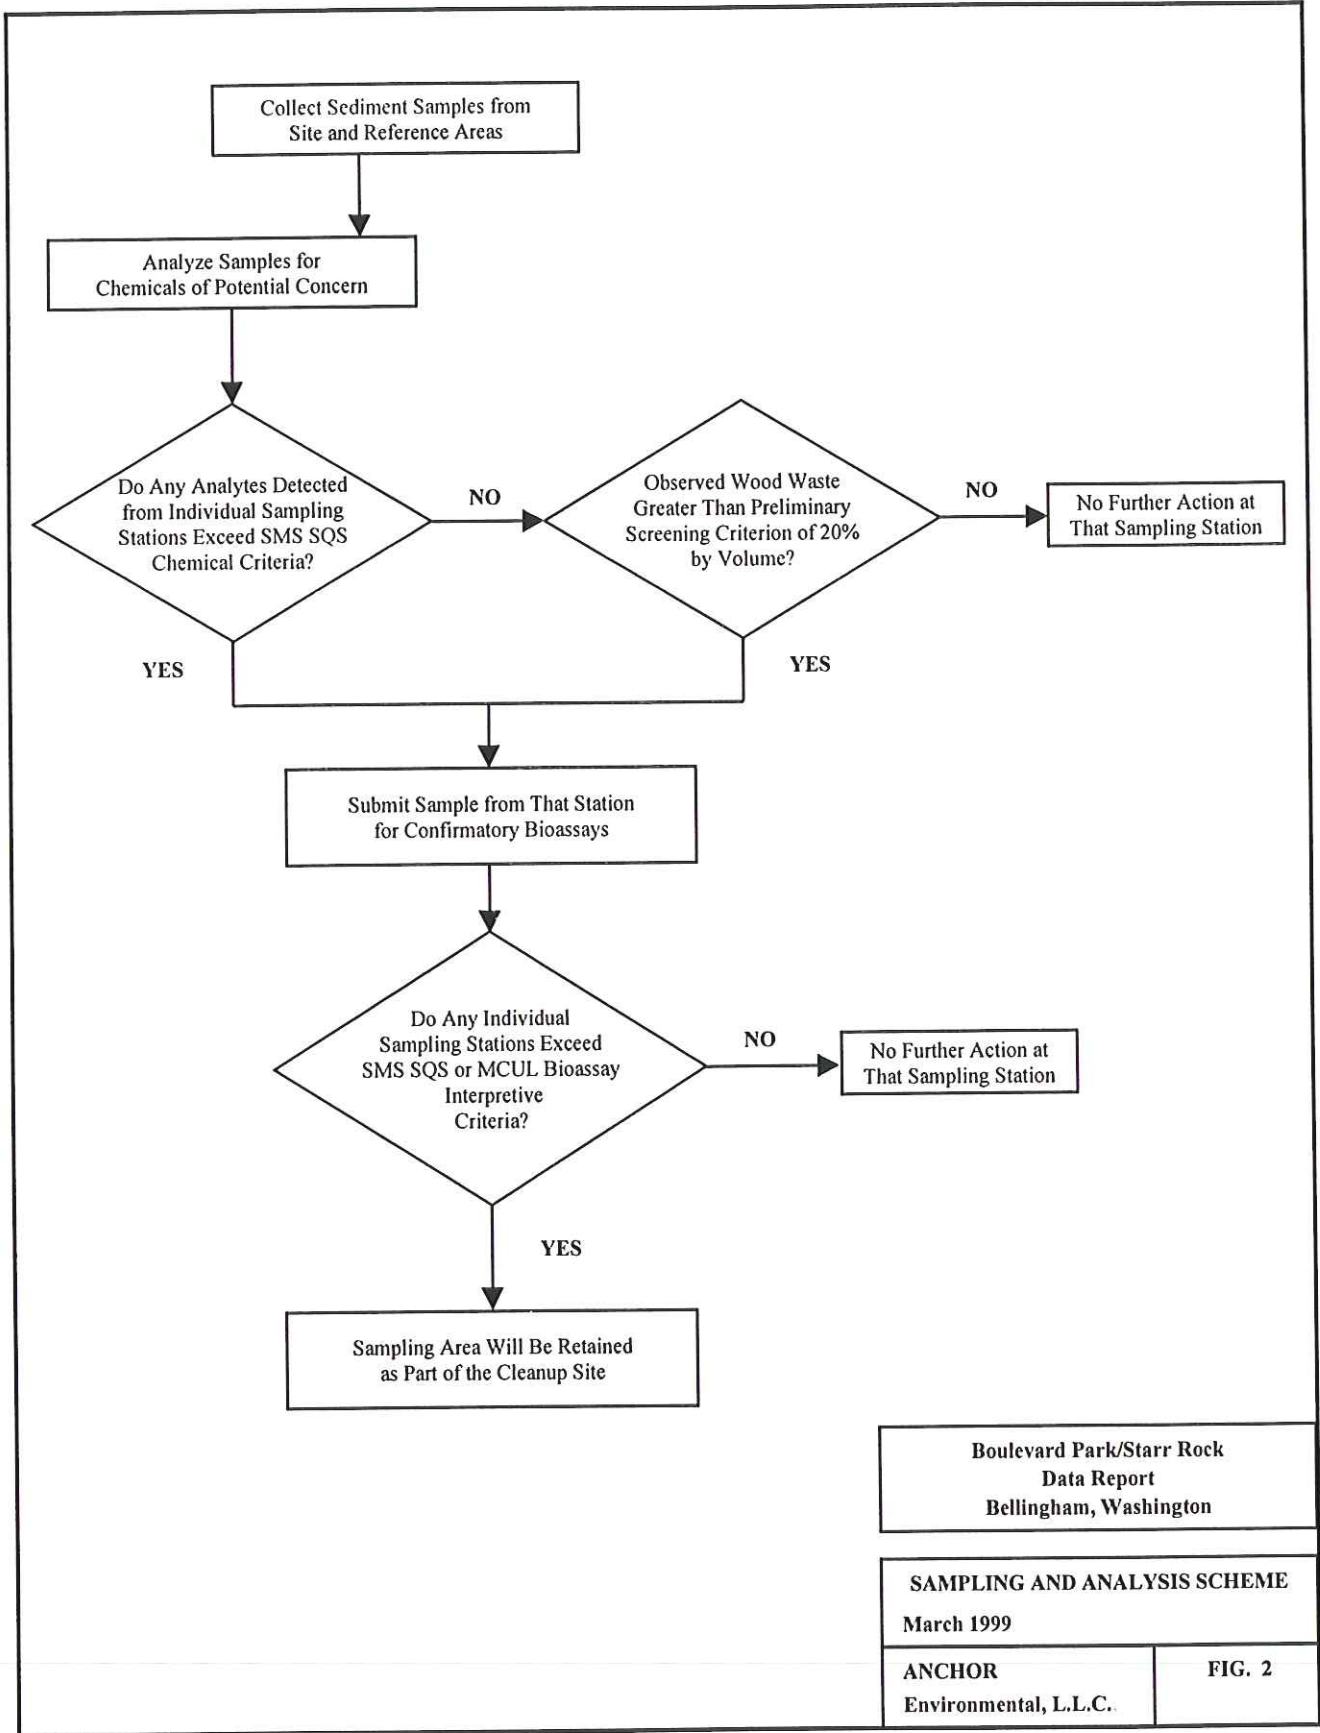 Collect Sediment Samples from
Site and Reference Areas
Analyze Samples for
Chemicals of Potential Concern
Do Any Analytes Detected
from Individual Sampling
Stations Exceed SMS SQS
Chemical Criteria?
NO
Observed Wood Waste
Greater Than Preliminary
Screening Criterion of 20%
by Volume?
NO
No Further Action at
That Sampling Station
YES
YES
Submit Sample from That Station
for Confirmatory Bioassays
Do Any Individual
Sampling Stations Exceed
SMS SQS or MCUL Bioassay
Interpretive
Criteria?
NO
No Further Action at
That Sampling Station
YES
Sampling Area Will Be Retained
as Part of the Cleanup Site
Boulevard Park/Starr Rock
Data Report
Bellingham, Washington
SAMPLING AND ANALYSIS SCHEME
March 1999
ANCHOR
Environmental, L.L.C.
FIG. 2